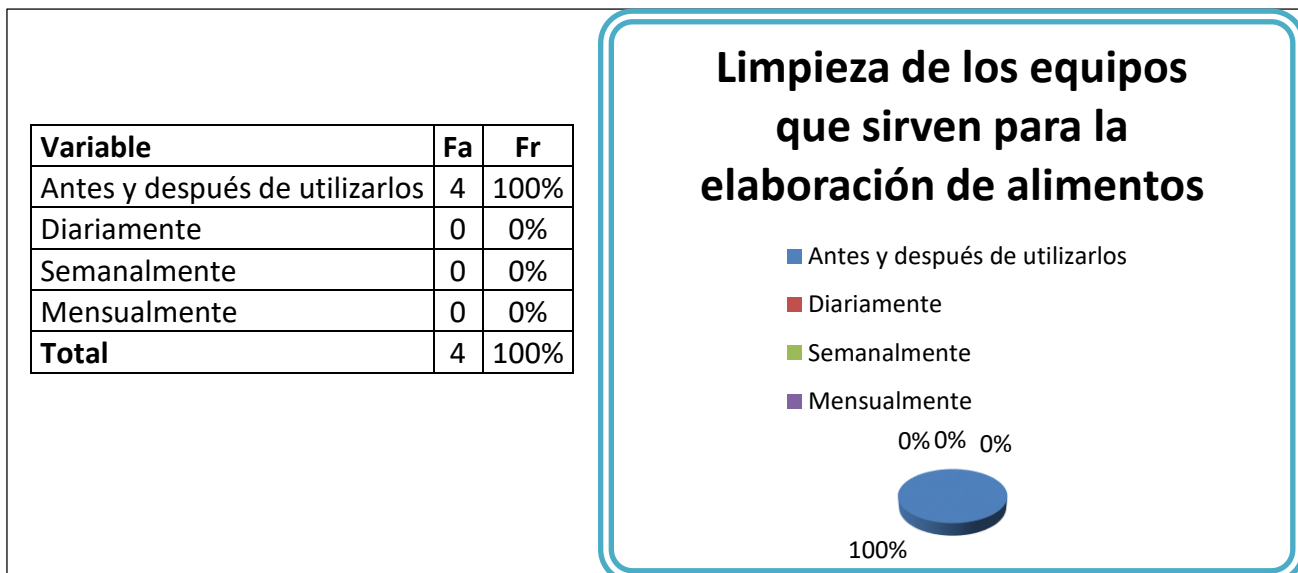 Variable Fa Fr
Antes y después de utilizarlos 4 100%
Diariamente 0 0%
Semanalmente 0 0%
Mensualmente 0 0%
Total 4 100%
Limpieza de los equipos
que sirven para la
elaboración de alimentos
Antes y después de utilizarlos
Diariamente
Semanalmente
Mensualmente
0% 0% 0%
100%